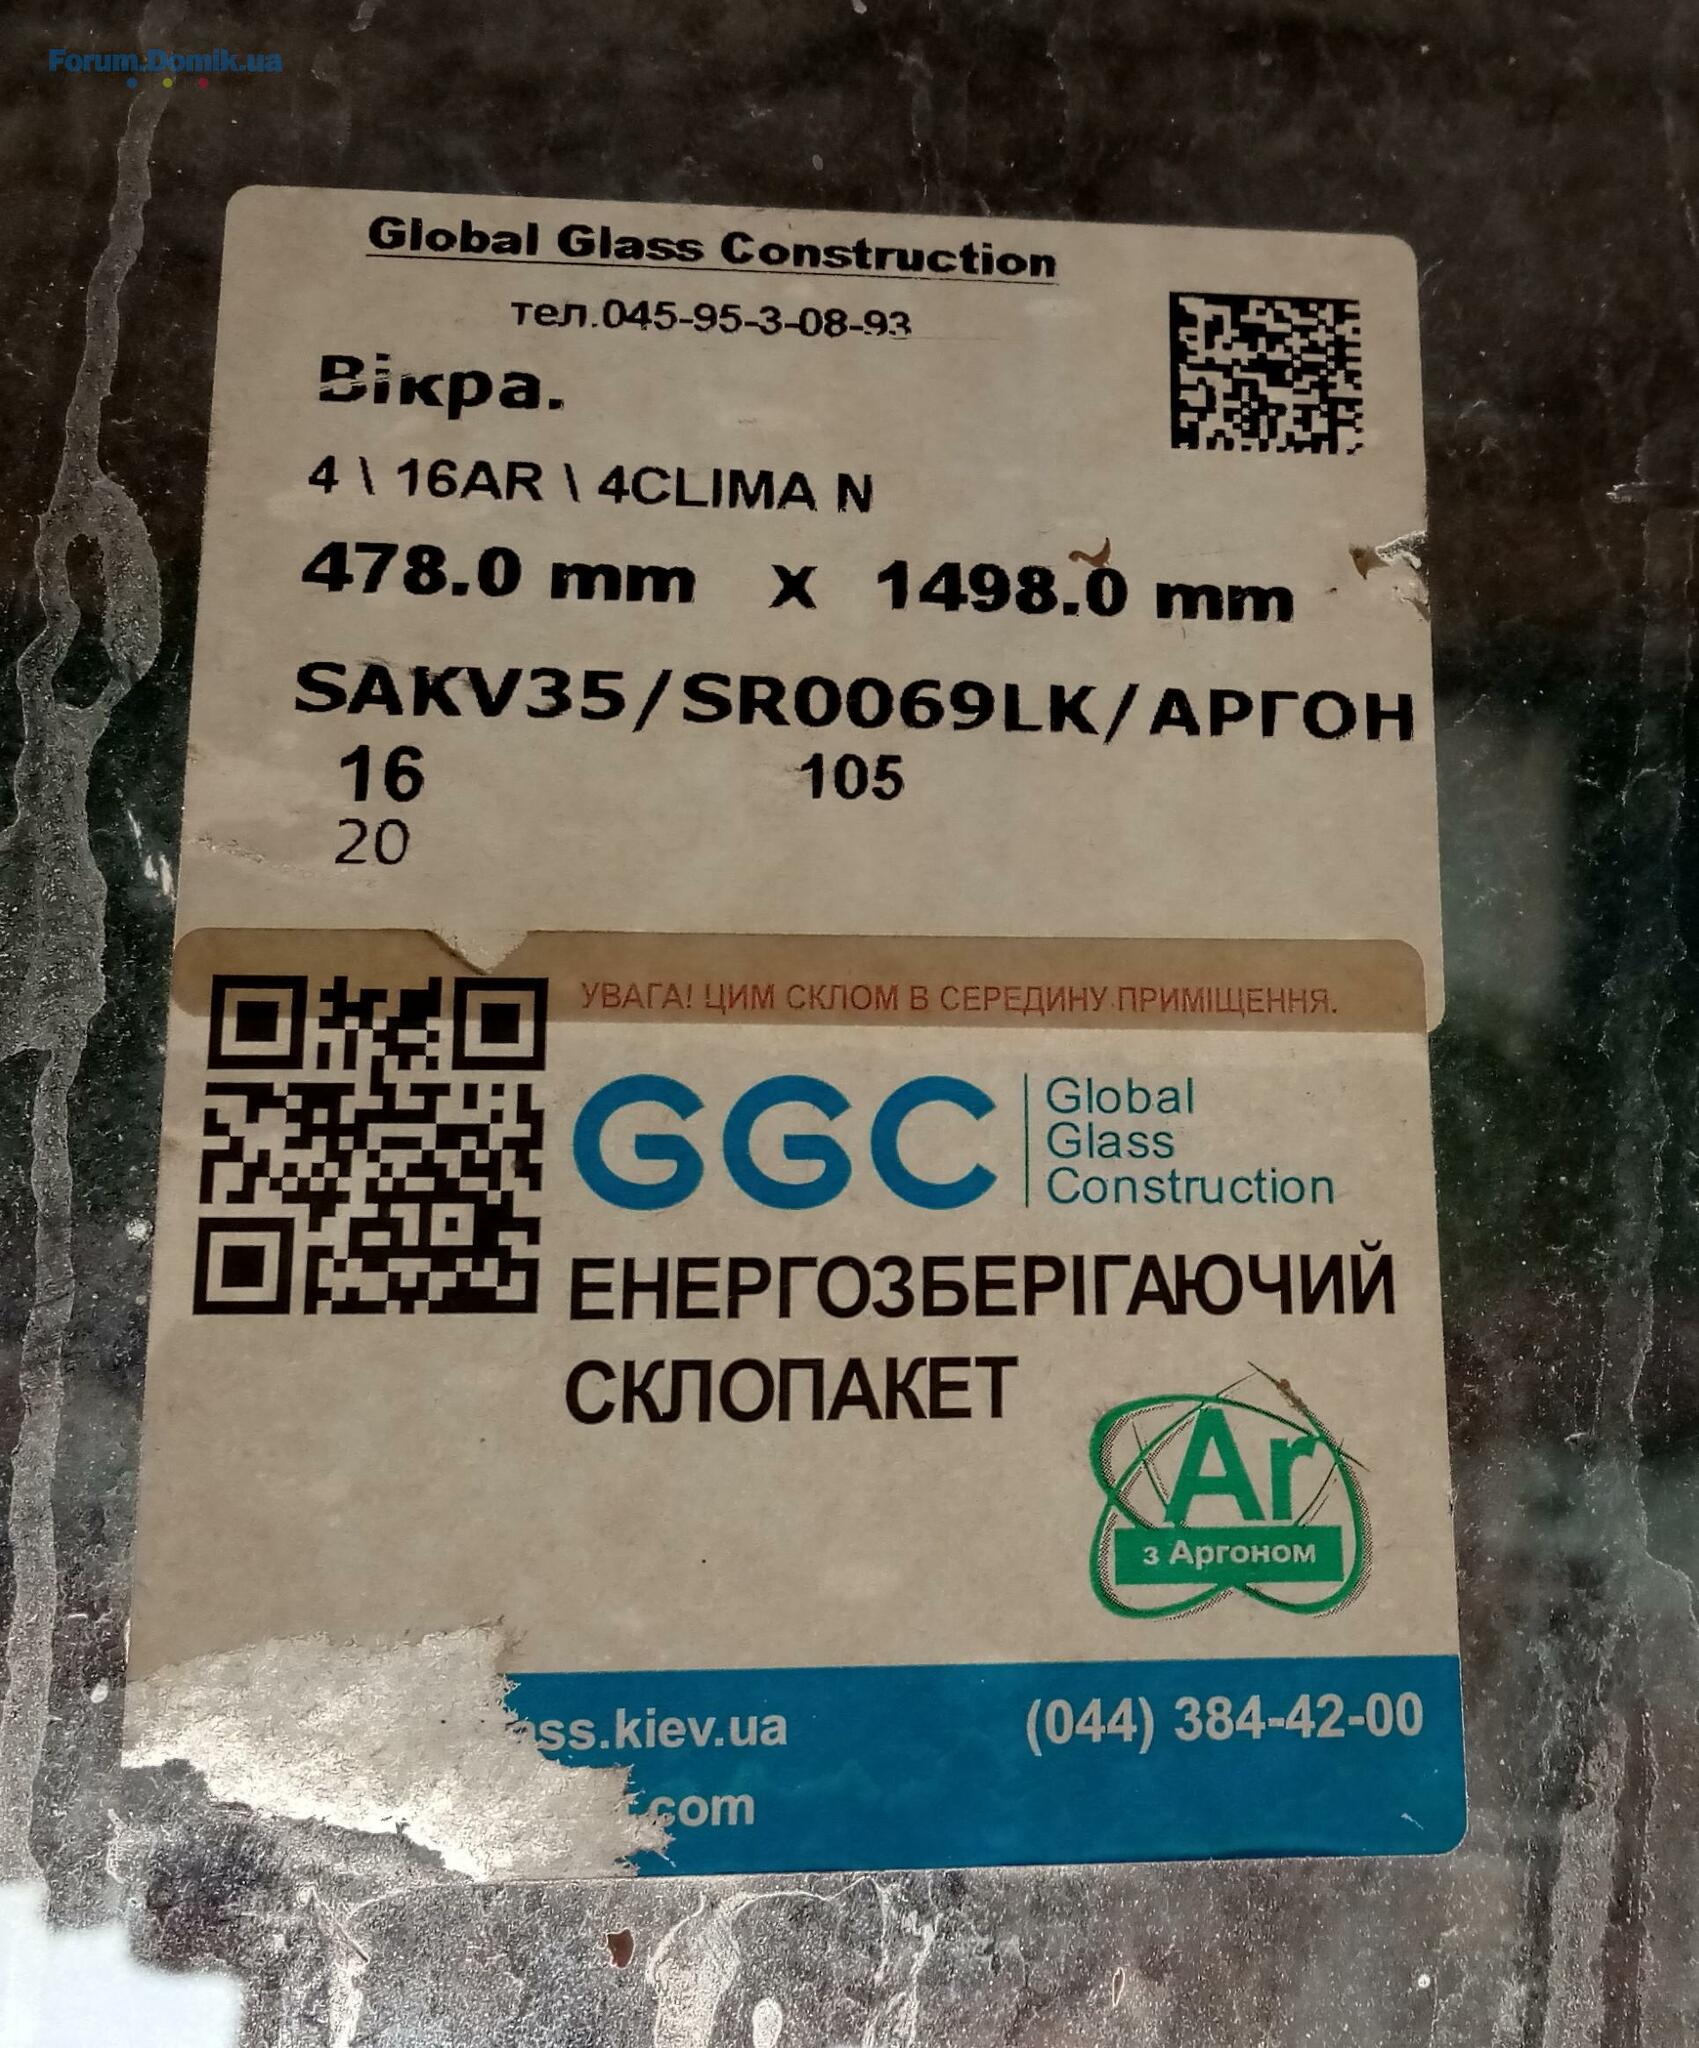 Forum.Domik.ua
Global Glass Construction
тел.045-95-3-08-93
Вікра.
4 \ 16AR \ 4CLIMA N
478.0 mm x 1498.0 mm
SAKV35/SR0069LK/АРГОН
16 105
20
УВАГА! ЦИМ СКЛОМ В СЕРЕДИНУ ПРИМІЩЕННЯ.
GGC
Global
Glass
Construction
ЕНЕРГОЗБЕРІГАЮЧИЙ
СКЛОПАКЕТ
Ar
з Аргоном
ass.kiev.ua (044) 384-42-00
.com